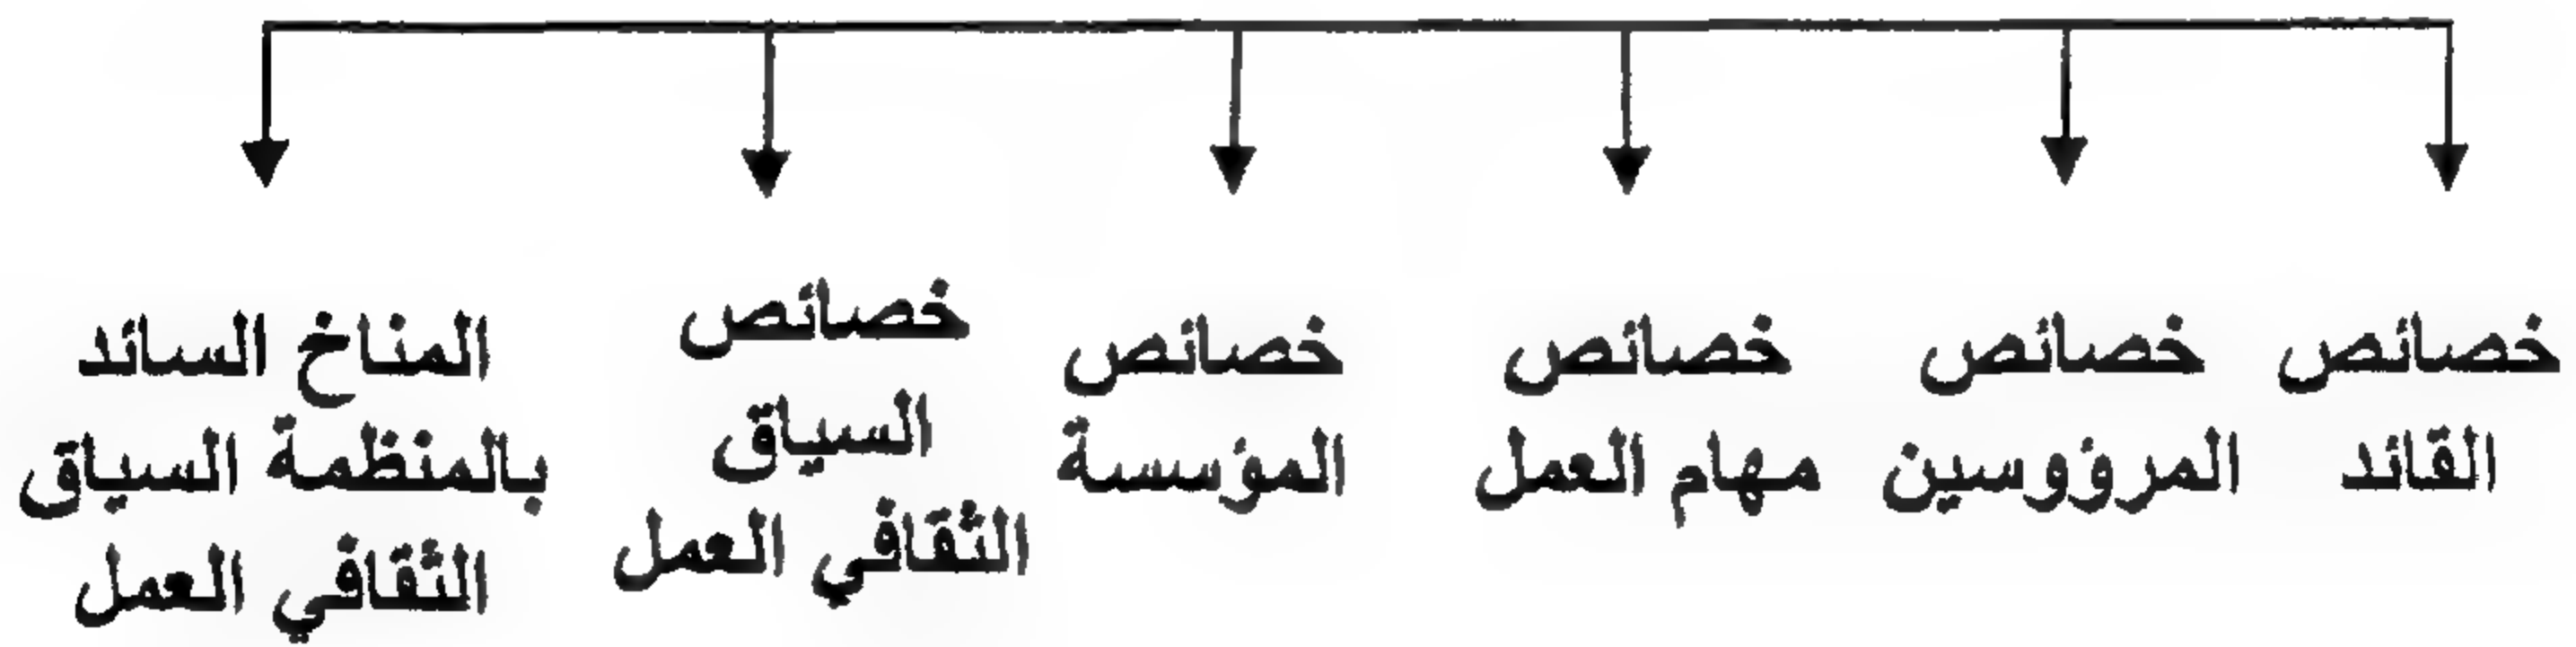 خصائص
القائد
خصائص
المرؤوسين
خصائص
مهام العمل
خصائص
المؤسسة
خصائص
السياق
الثقافي العمل
المناخ السائد
بالمنظمة السياق
الثقافي العمل